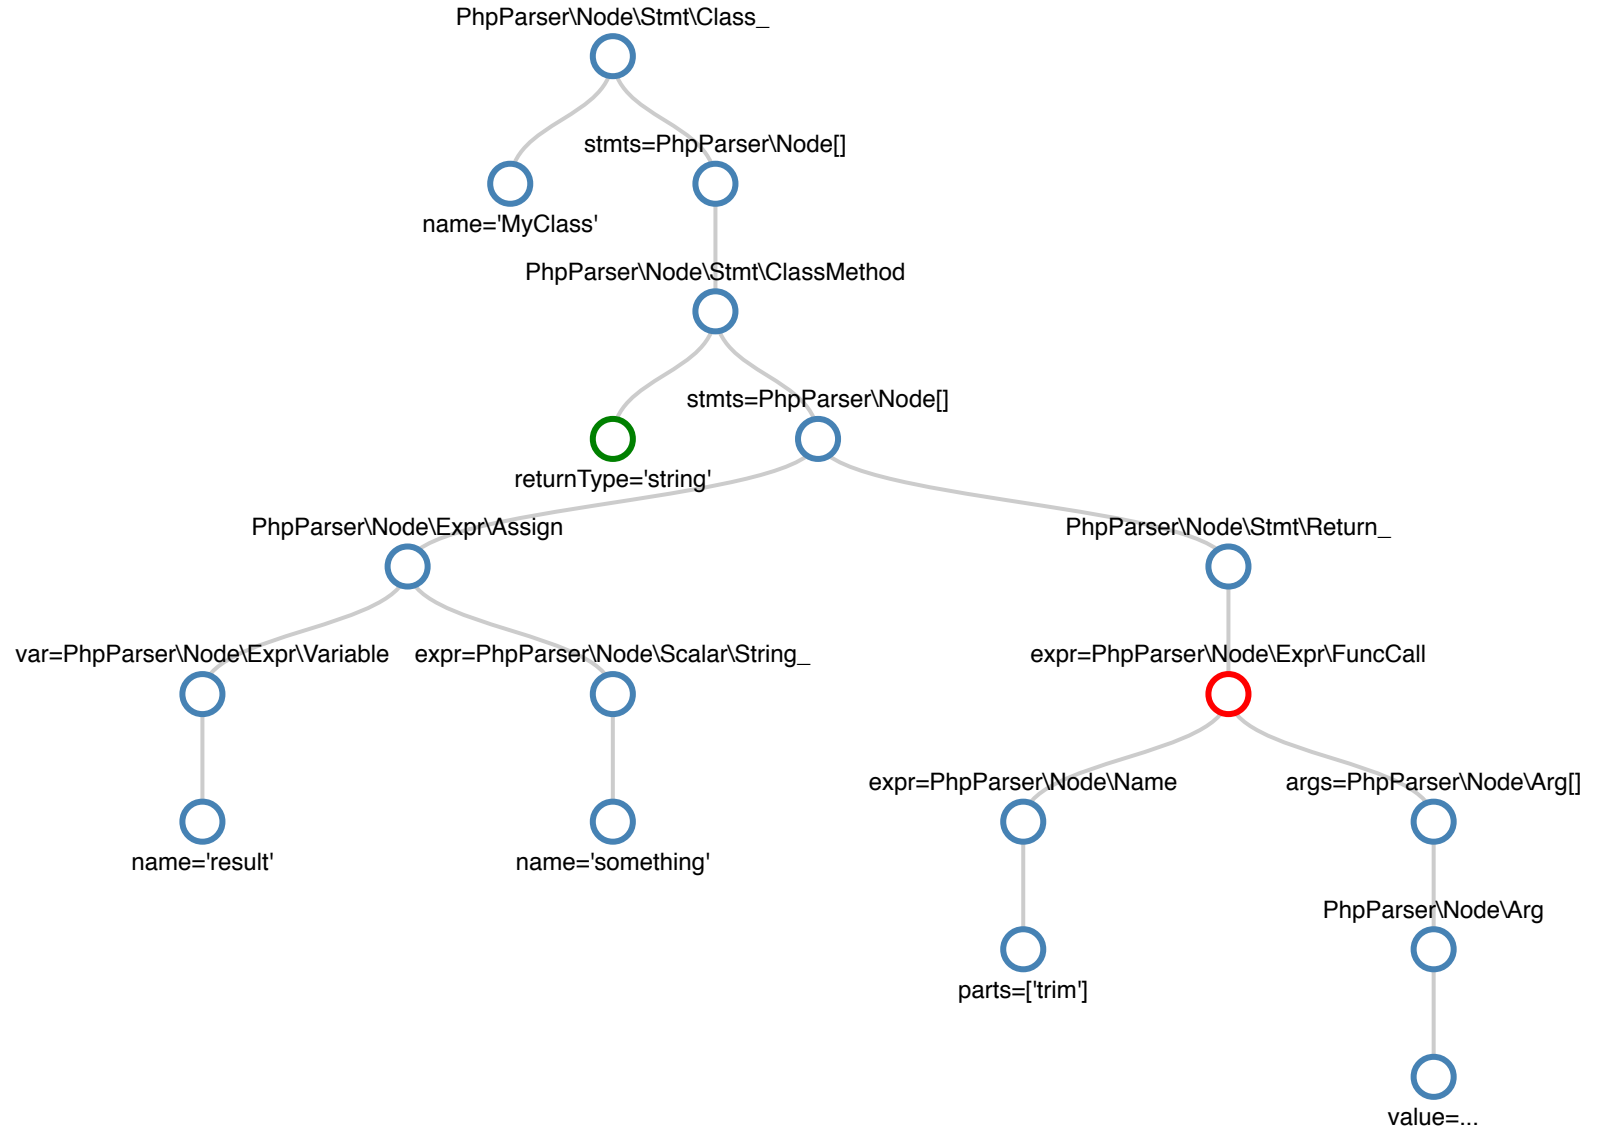 PhpParser\Node\Stmt\Class_
stmts=PhpParser\Node[]
name='MyClass'
PhpParser\Node\Stmt\ClassMethod
stmts=PhpParser\Node[]
returnType='string'
PhpParser\Node\Expr\Assign
PhpParser\Node\Stmt\Return_
var=PhpParser\Node\Expr\Variable
expr=PhpParser\Node\Scalar\String_
expr=PhpParser\Node\Expr\FuncCall
expr=PhpParser\Node\Name
args=PhpParser\Node\Arg[]
name='result'
name='something'
PhpParser\Node\Arg
parts=['trim']
value=...